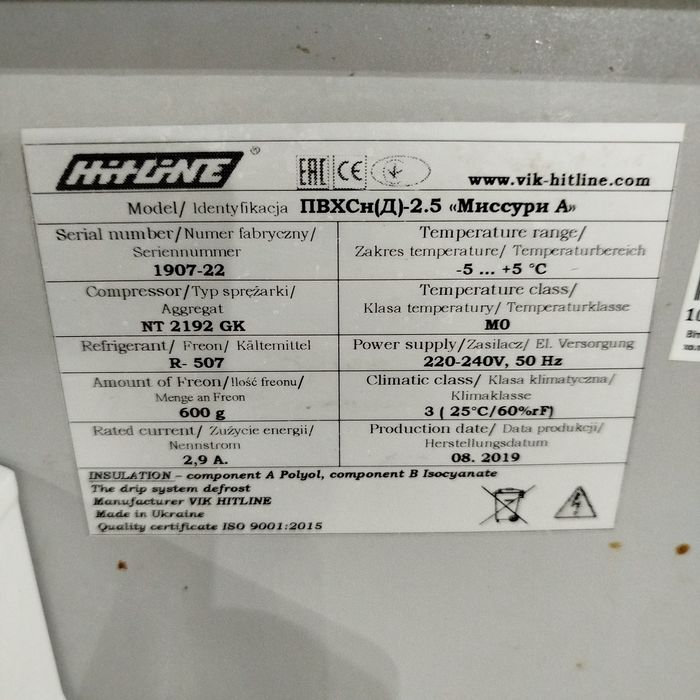 HitLINE ®
EAC CE
www.vik-hitline.com
Model/ Identyfikacja ПВХСн(Д)-2.5 «Миссури А»
Serial number/Numer fabryczny/
Seriennummer
1907-22
Temperature range/
Zakres temperature/ Temperaturbereich
-5 ... +5 °C
Compressor/Typ sprężarki/
Aggregat
NT 2192 GK
Temperature class/
Klasa temperatury/ Temperaturklasse
M0
Refrigerant/ Freon/ Kältemittel
R- 507
Power supply/Zasilacz/ El. Versorgung
220-240V, 50 Hz
Amount of Freon/Ilość freonu/
Menge an Freon
600 g
Climatic class/ Klasa klimatyczna/
Klimaklasse
3 ( 25°C/60%rF)
Rated current/ Zużycie energii/
Nennstrom
2,9 A.
Production date/ Data produkcji/
Herstellungsdatum
08. 2019
INSULATION – component A Polyol, component B Isocyanate
The drip system defrost
Manufacturer VIK HITLINE
Made in Ukraine
Quality certificate ISO 9001:2015